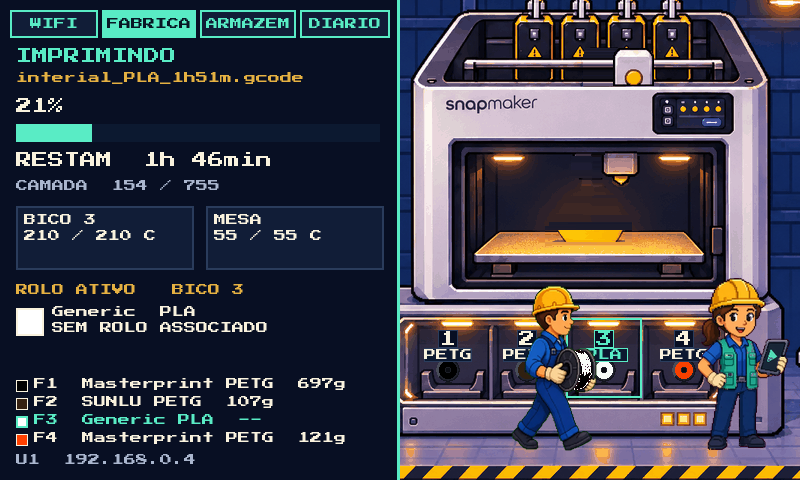 WIFI FABRICA ARMAZEM DIARIO
IMPRIMINDO
interial_PLA_1h51m.gcode
21%
RESTAM 1h 46min
CAMADA 154 / 755
BICO 3
210 / 210 C
MESA
55 / 55 C
ROLO ATIVO BICO 3
Generic PLA
SEM ROLO ASSOCIADO
F1 Masterprint PETG 697g
F2 SUNLU PETG 107g
F3 Generic PLA --
F4 Masterprint PETG 121g
U1 192.168.0.4
snapmaker
1 2 3 4
PETG PLA